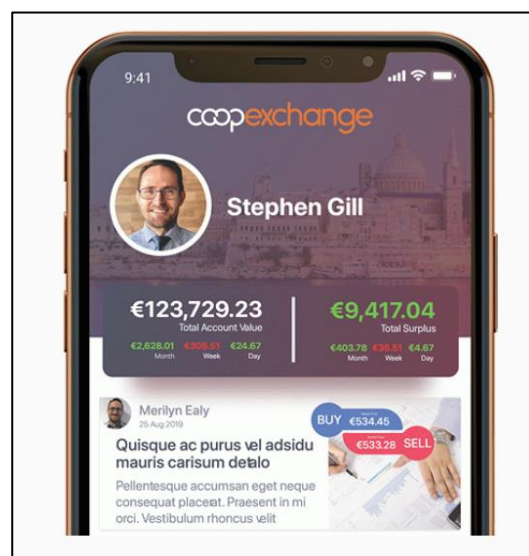 9:41
coopexchange
Stephen Gill
€123,729.23
Total Account Value
€2,628.01 €306.51 €24.67
Month Week Day
€9,417.04
Total Surplus
€403.78 €36.51 €4.67
Month Week Day
Merilyn Ealy
25 Aug 2019
Quisque ac purus vel adsidu
mauris carisum detalo
Pellentesque accumsan eget neque
consequat placerat. Praesent in mi
orci. Vestibulum rhoncus velit
BUY €534.45
€533.28 SELL